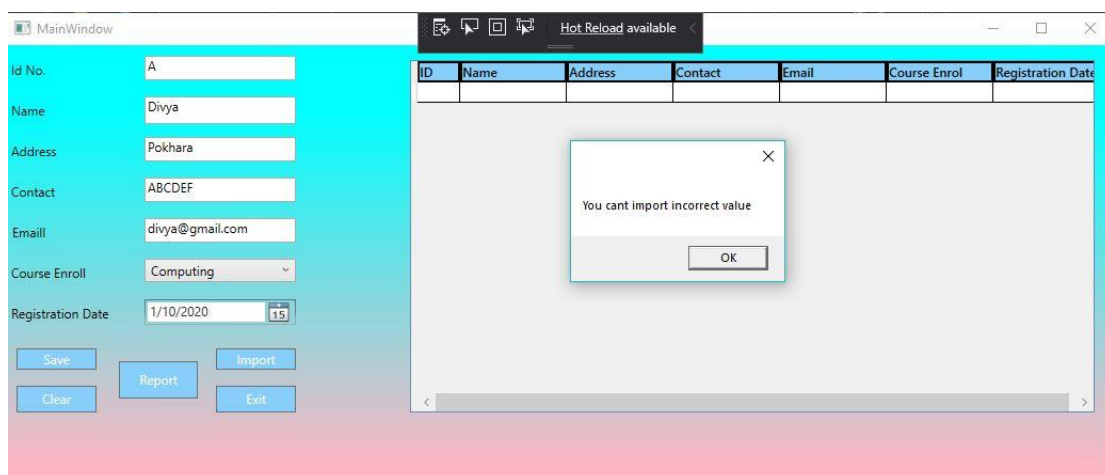 MainWindow
Hot Reload available
Id No. A
Name Divya
Address Pokhara
Contact ABCDEF
Emaill divya@gmail.com
Course Enroll Computing
Registration Date 1/10/2020 15
Save Import
Report
Clear Exit
ID Name Address Contact Email Course Enrol Registration Date
You cant import incorrect value
OK